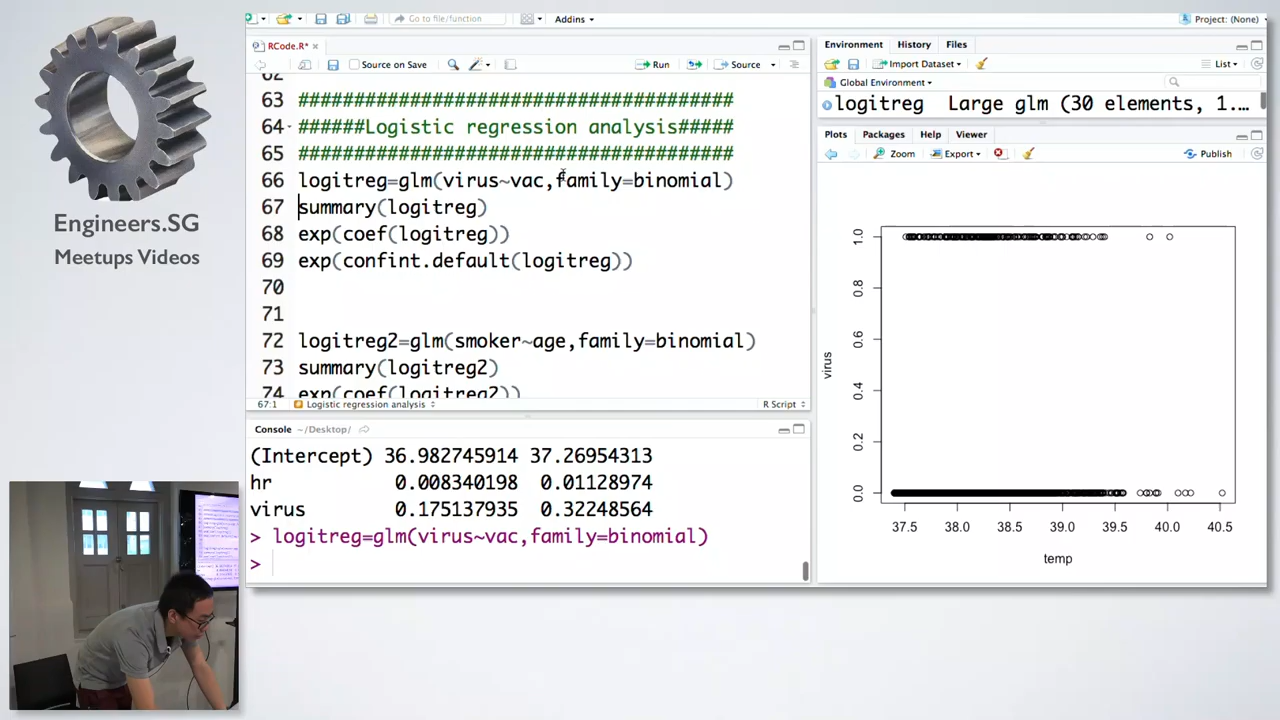 Engineers.SG
Meetups Videos
Go to file/function
Addins
Project: (None)
RCode.R*
Source on Save
Run
Source
62
63 #######################################
64 ######Logistic regression analysis#####
65 #######################################
66 logitreg=glm(virus~vac,family=binomial)
67 summary(logitreg)
68 exp(coef(logitreg))
69 exp(confint.default(logitreg))
70
71
72 logitreg2=glm(smoker~age,family=binomial)
73 summary(logitreg2)
74 exp(coef(logitreg2))
67:1 Logistic regression analysis R Script
Console ~/Desktop/
(Intercept) 36.982745914 37.26954313
hr 0.008340198 0.01128974
virus 0.175137935 0.32248564
> logitreg=glm(virus~vac,family=binomial)
>
Environment History Files
Import Dataset List
Global Environment
logitreg Large glm (30 elements, 1.…
Plots Packages Help Viewer
Zoom Export Publish
1.0
0.8
0.6
0.4
0.2
0.0
virus
37.5 38.0 38.5 39.0 39.5 40.0 40.5
temp